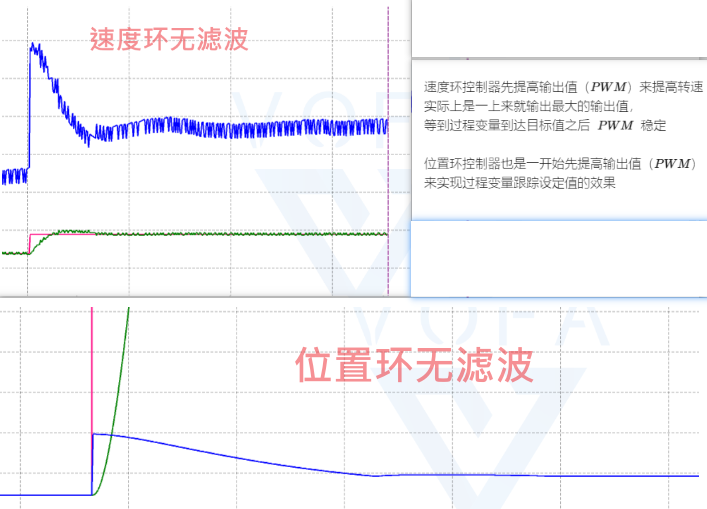 速度环无滤波
速度环控制器先提高输出值（PWM）来提高转速
实际上是一上来就输出最大的输出值，
等到过程变量到达目标值之后 PWM 稳定
位置环控制器也是一开始先提高输出值（PWM）
来实现过程变量跟踪设定值的效果
VOFA
位置环无滤波